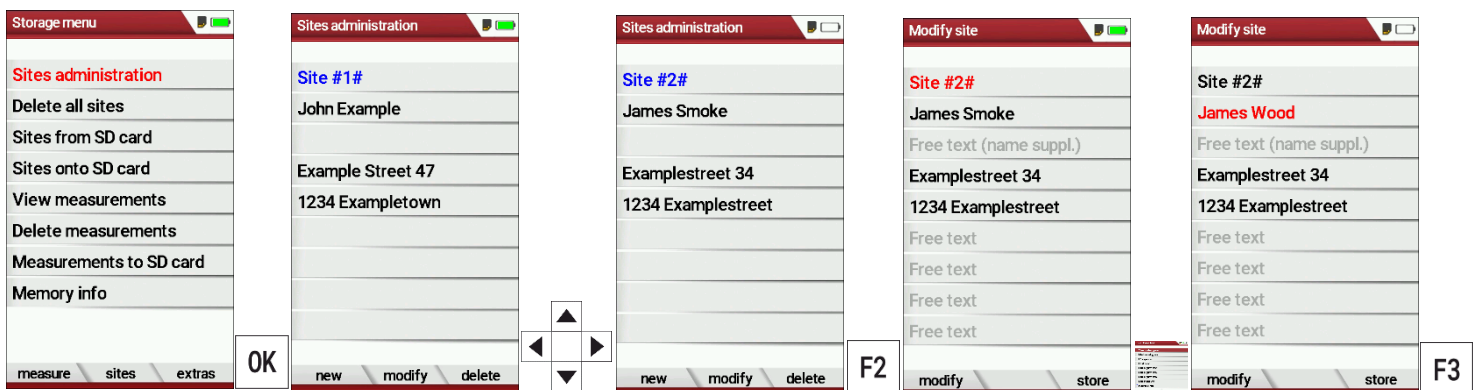 Storage menu
Sites administration
Delete all sites
Sites from SD card
Sites onto SD card
View measurements
Delete measurements
Measurements to SD card
Memory info
measure sites extras
OK
Sites administration
Site #1#
John Example
Example Street 47
1234 Exampletown
new modify delete
Sites administration
Site #2#
James Smoke
Examplestreet 34
1234 Examplestreet
new modify delete
F2
Modify site
Site #2#
James Smoke
Free text (name suppl.)
Examplestreet 34
1234 Examplestreet
Free text
Free text
Free text
Free text
modify store
Modify site
Site #2#
James Wood
Free text (name suppl.)
Examplestreet 34
1234 Examplestreet
Free text
Free text
Free text
Free text
modify store
F3